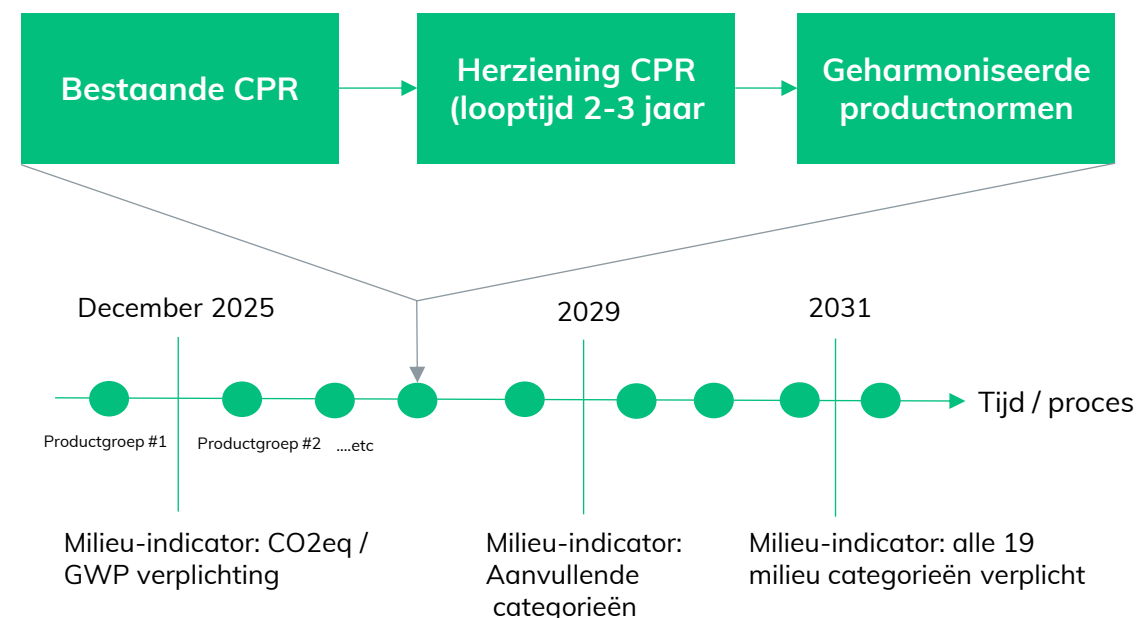 Bestaande CPR
Herziening CPR
(looptijd 2-3 jaar
Geharmoniseerde
productnormen
December 2025
2029
2031
Tijd / proces
Productgroep #1
Productgroep #2
....etc
Milieu-indicator: CO2eq /
GWP verplichting
Milieu-indicator:
Aanvullende
categorieën
Milieu-indicator: alle 19
milieu categorieën verplicht